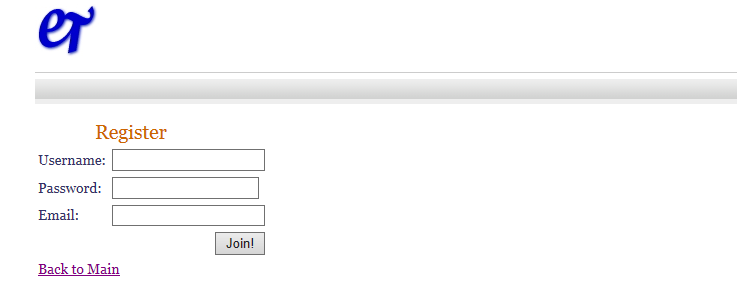 er
Register
Username:
Password:
Email:
Join!
Back to Main